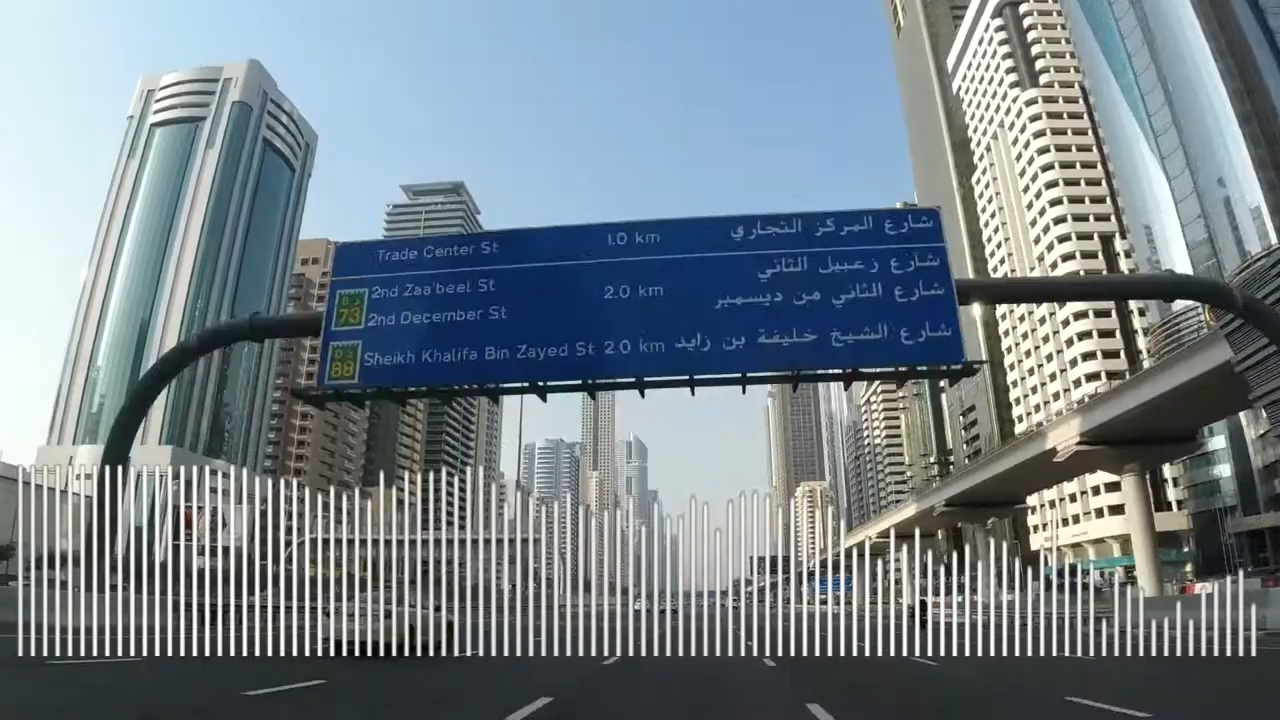 Trade Center St 1.0 km شارع المركز التجاري
2nd Zaa'beel St شارع زعبيل الثاني
د ٧٣ D 73 2.0 km
2nd December St شارع الثاني من ديسمبر
D د 88 Sheikh Khalifa Bin Zayed St 2.0 km شارع الشيخ خليفة بن زايد